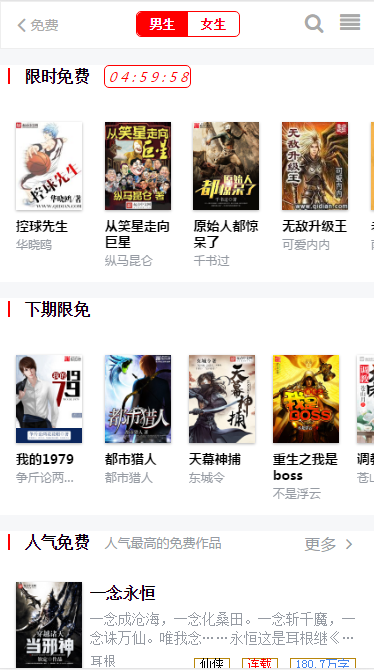 免费
男生 女生
限时免费 04:59:58
控球先生
华晓鸥
从笑星走向
巨星
纵马昆仑
原始人都惊
呆了
千书过
无敌升级王
可爱内内
下期限免
我的1979
争斤论两...
都市猎人
都市猎人
天幕神捕
东城令
重生之我是
boss
不是浮云
调教
苍山
人气免费 人气最高的免费作品 更多
一念永恒
一念成沧海，一念化桑田。一念斩千魔，一
念诛万仙。唯我念……永恒这是耳根继《…
耳根 仙侠 连载 180.7万字